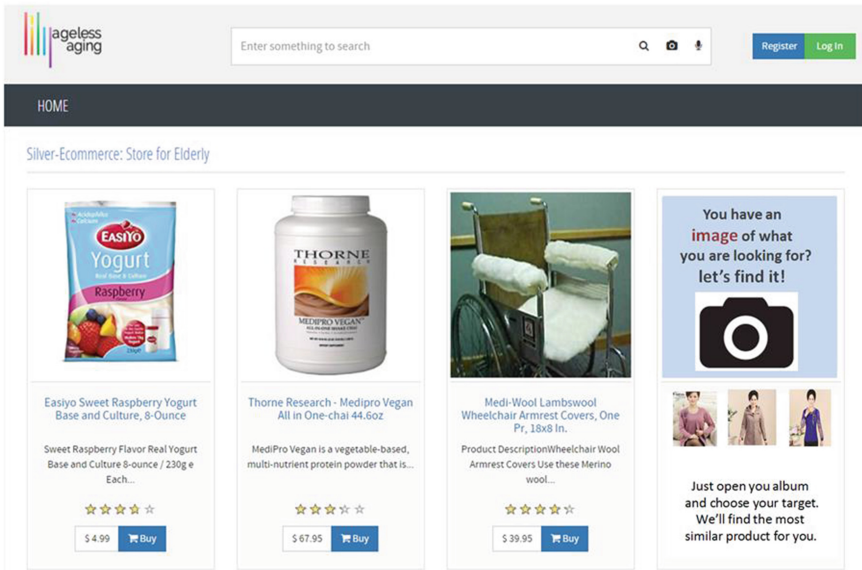 ageless
aging
Enter something to search
Register
Log In
HOME
Silver-Ecommerce: Store for Elderly
Acidophilus
EASIYO
Yogurt
Real Base & Culture
Raspberry
Easiyo Sweet Raspberry Yogurt
Base and Culture, 8-Ounce
Sweet Raspberry Flavor Real Yogurt
Base and Culture 8-ounce / 230g e
Each...
$ 4.99
Buy
THORNE
RESEARCH
MEDIPRO VEGAN
Thorne Research - Medipro Vegan
All in One-chai 44.6oz
MediPro Vegan is a vegetable-based,
multi-nutrient protein powder that is...
$ 67.95
Buy
Medi-Wool Lambswool
Wheelchair Armrest Covers, One
Pr, 18x8 In.
Product DescriptionWheelchair Wool
Armrest Covers Use these Merino
wool...
$ 39.95
Buy
You have an
image of what
you are looking for?
let's find it!
Just open you album
and choose your target.
We'll find the most
similar product for you.